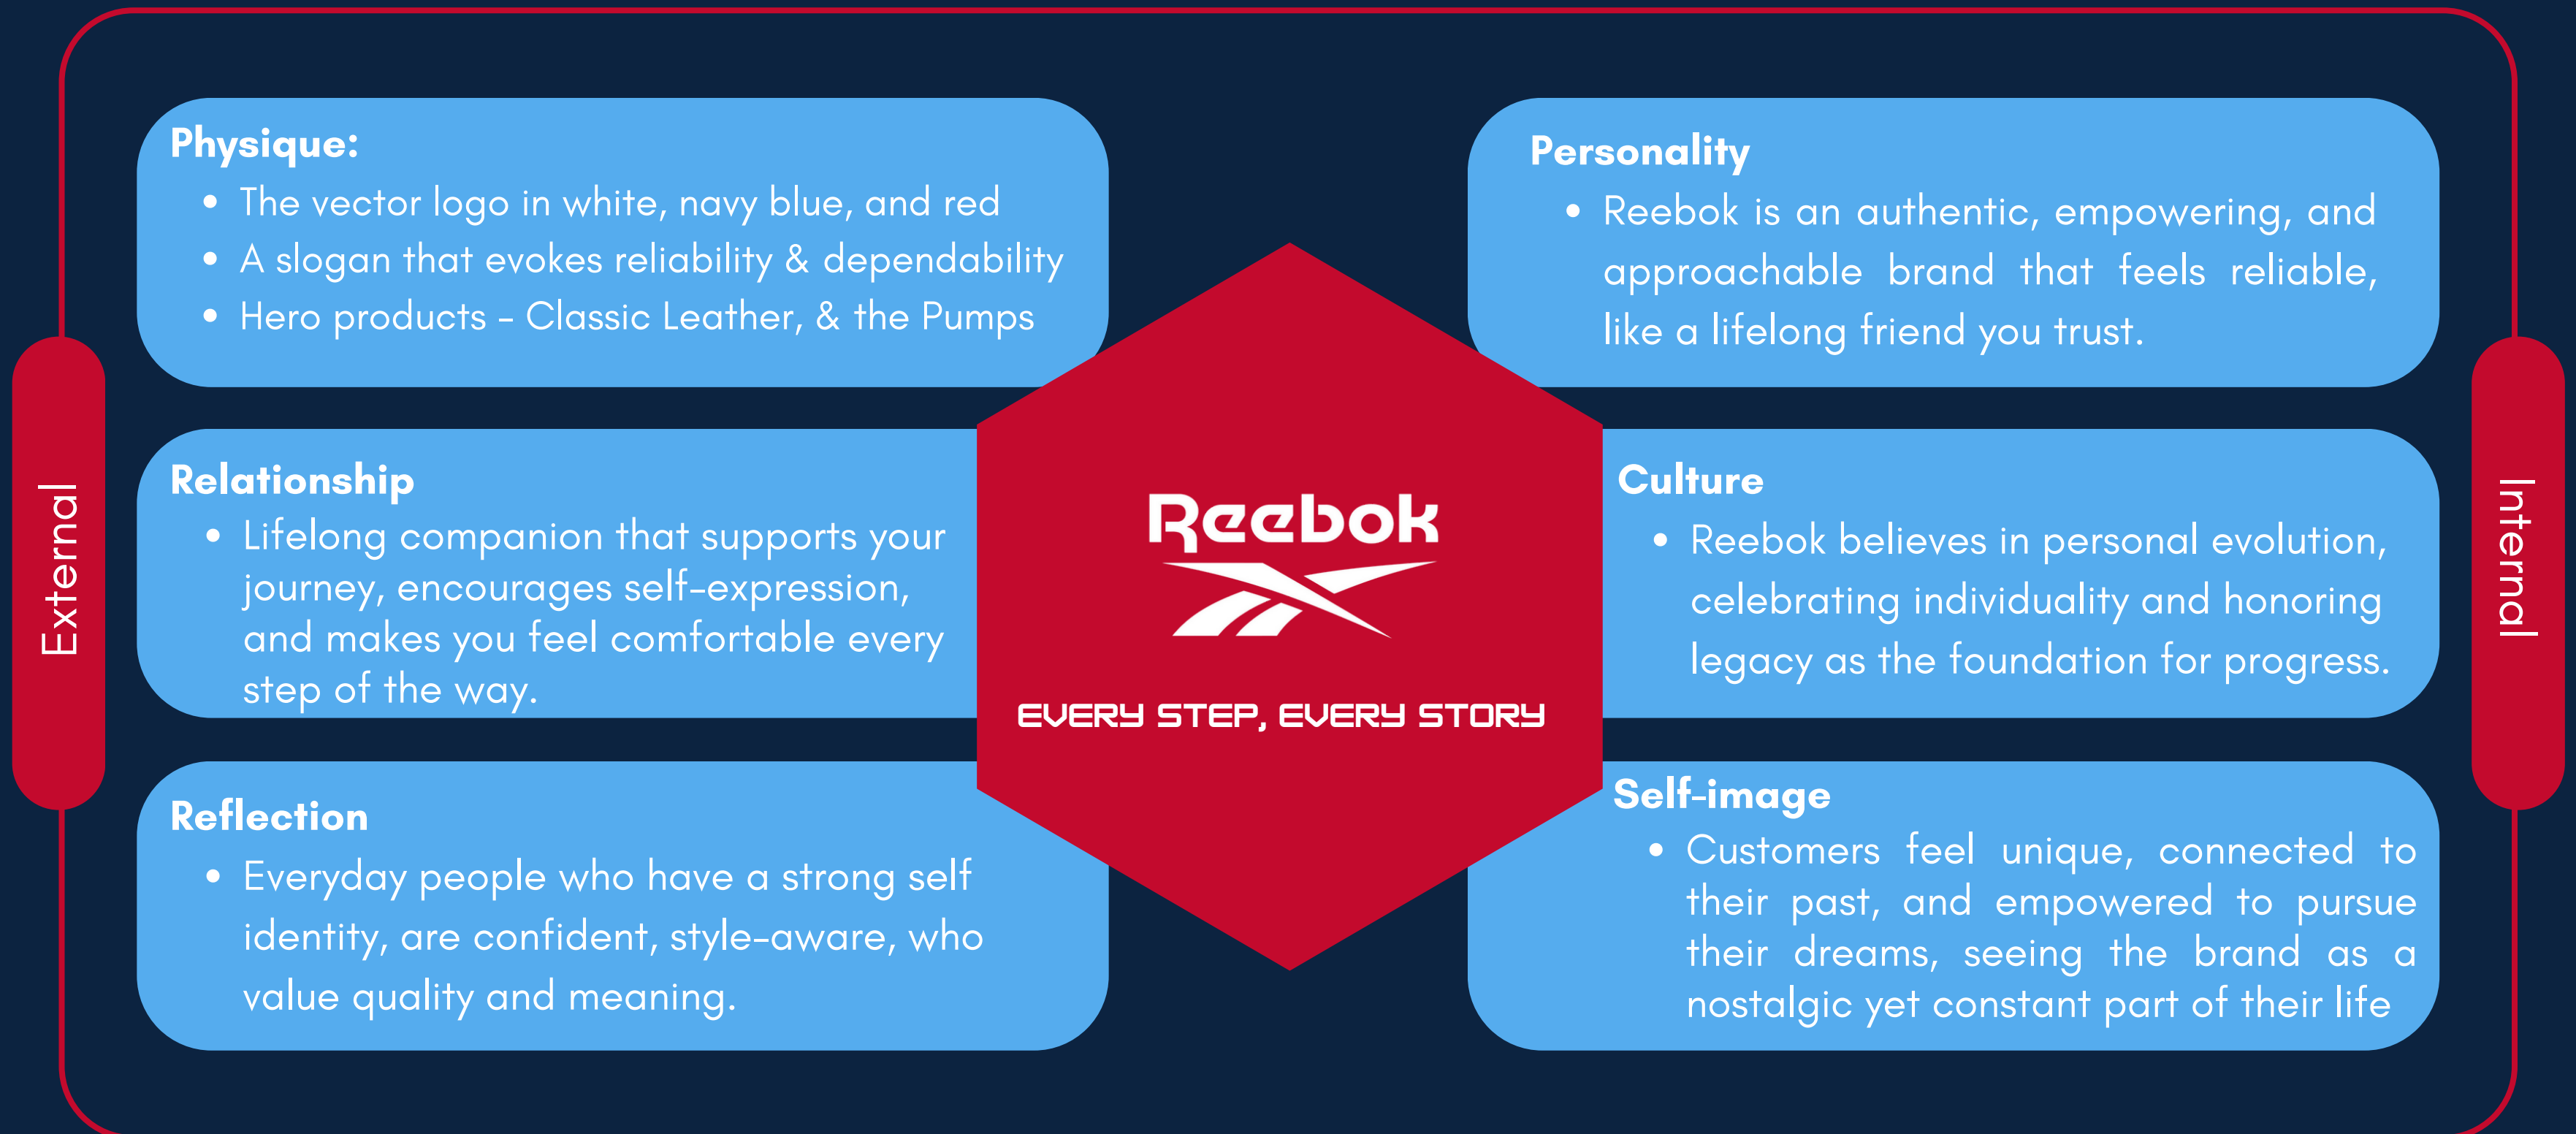 Physique:
• The vector logo in white, navy blue, and red
• A slogan that evokes reliability & dependability
• Hero products - Classic Leather, & the Pumps
Relationship
• Lifelong companion that supports your
journey, encourages self-expression,
and makes you feel comfortable every
step of the way.
Reflection
• Everyday people who have a strong self
identity, are confident, style-aware, who
value quality and meaning.
External
Reebok
EVERY STEP, EVERY STORY
Personality
• Reebok is an authentic, empowering, and
approachable brand that feels reliable,
like a lifelong friend you trust.
Culture
• Reebok believes in personal evolution,
celebrating individuality and honoring
legacy as the foundation for progress.
Self-image
• Customers feel unique, connected to
their past, and empowered to pursue
their dreams, seeing the brand as a
nostalgic yet constant part of their life
Internal